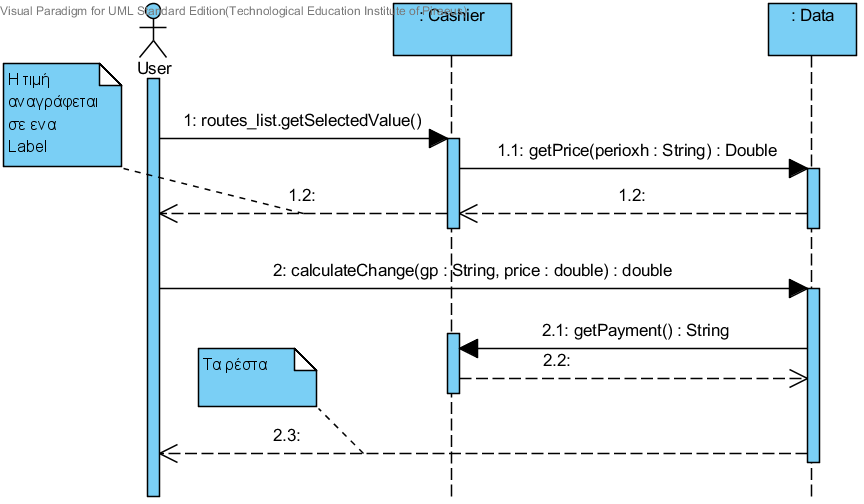 Visual Paradigm for UML Standard Edition(Technological Education Institute of Piraeus)
: Cashier
: Data
User
Η τιμή
αναγράφεται
σε ενα
Label
1: routes_list.getSelectedValue()
1.1: getPrice(perioxh : String) : Double
1.2:
1.2:
2: calculateChange(gp : String, price : double) : double
2.1: getPayment() : String
2.2:
Τα ρέστα
2.3: